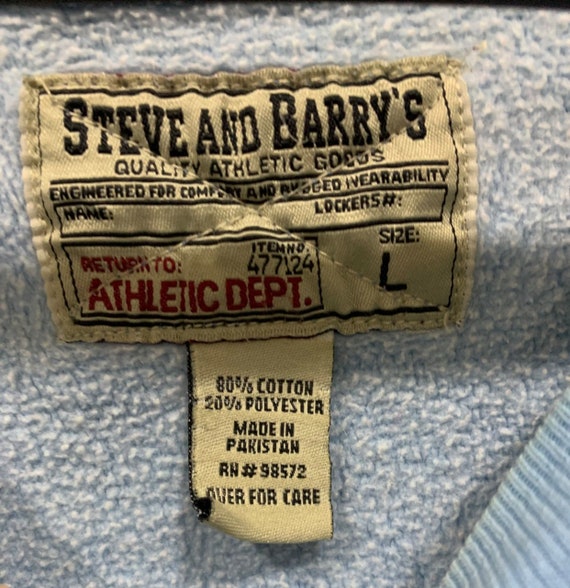 STEVE AND BARRY'S
QUALITY ATHLETIC GOODS
ENGINEERED FOR COMFORT AND RUGGED WEARABILITY
NAME: LOCKERS#:
RETURN TO: ITEM NO. 477124 SIZE:
ATHLETIC DEPT. L
80% COTTON
20% POLYESTER
MADE IN
PAKISTAN
RN# 98572
OVER FOR CARE